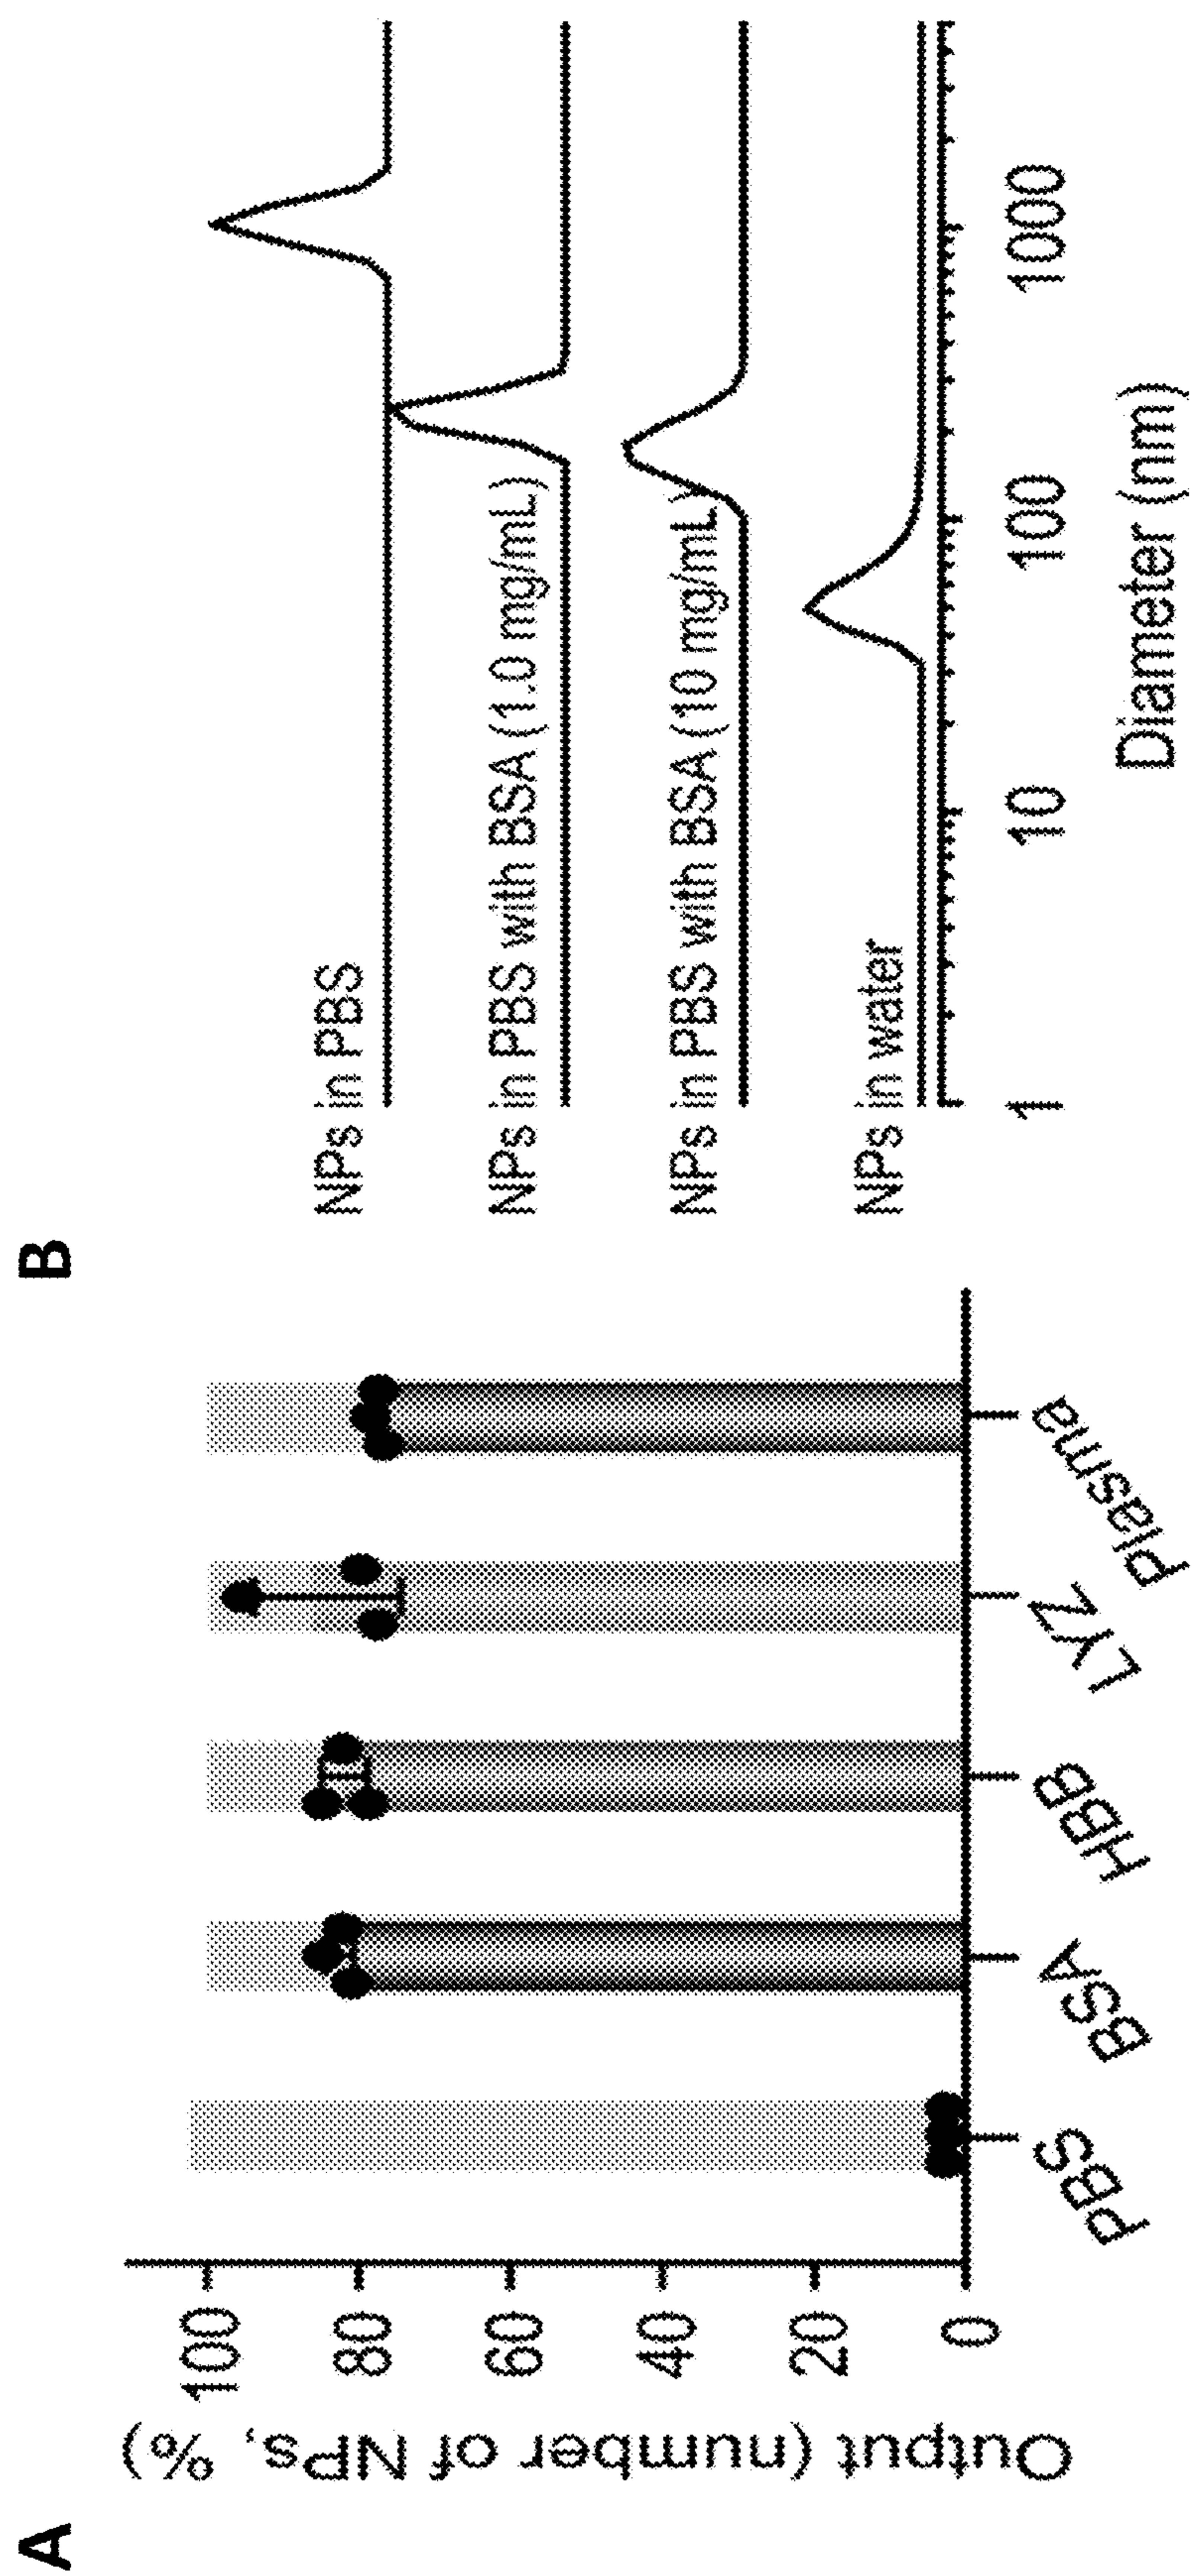 A
Output (number of NPs, %)
100
80
60
40
20
0
PBS
BSA
HBB
LYZ
Plasma
B
NPs in PBS
NPs in PBS with BSA (1.0 mg/mL)
NPs in PBS with BSA (10 mg/mL)
NPs in water
1
10
100
1000
Diameter (nm)